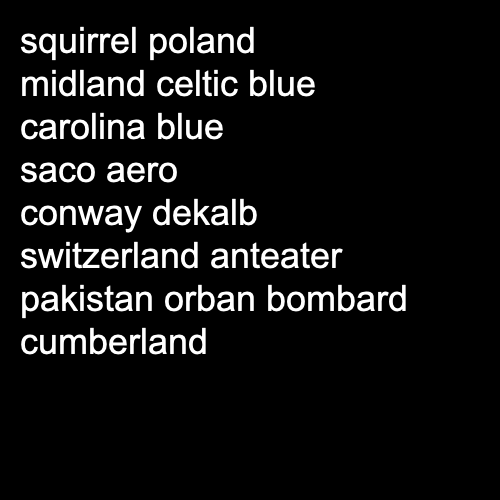 squirrel poland
midland celtic blue
carolina blue
saco aero
conway dekalb
switzerland anteater
pakistan orban bombard
cumberland